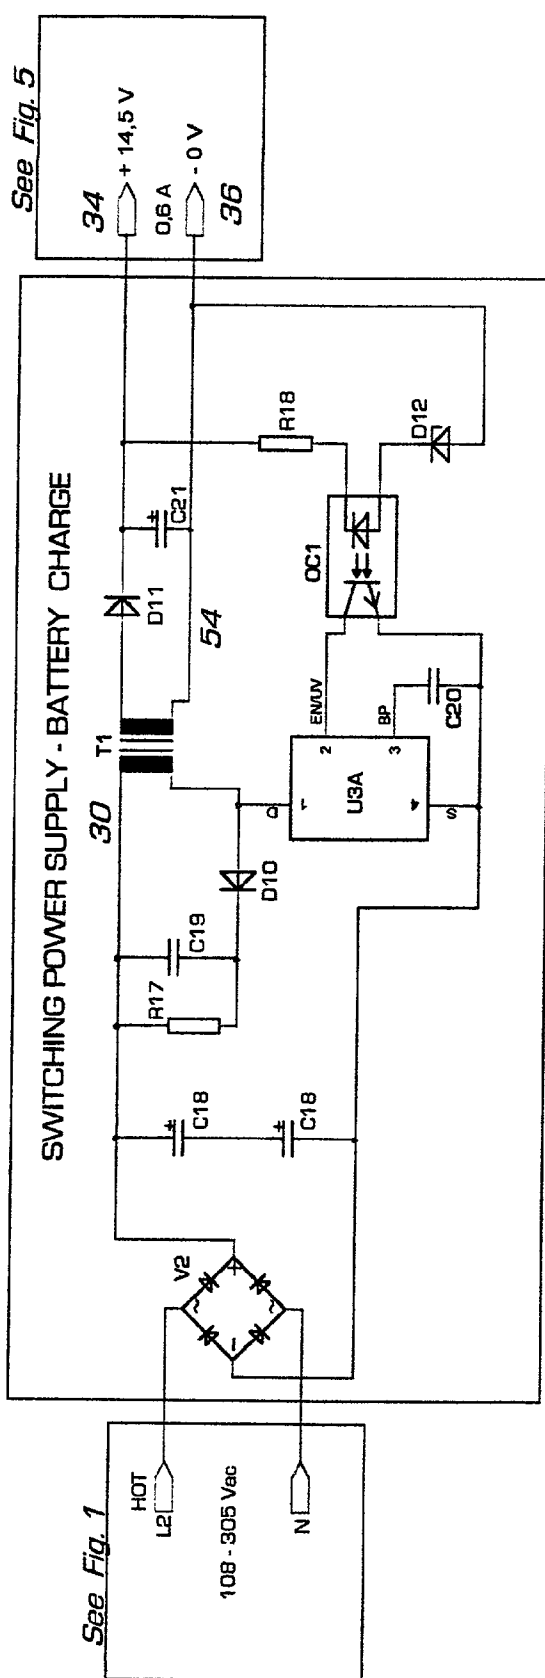 See Fig. 1
HOT
L2
108 - 305 Vac
N
SWITCHING POWER SUPPLY - BATTERY CHARGE
V2
C18
C18
R17
C19
D10
30
T1
54
D11
C21
R18
D12
OC1
EN/UV
2
BP
3
C20
U3A
1
4
S
+
-
~
~
+
+
+
See Fig. 5
34
+ 14,5 V
0,6 A
- 0 V
36